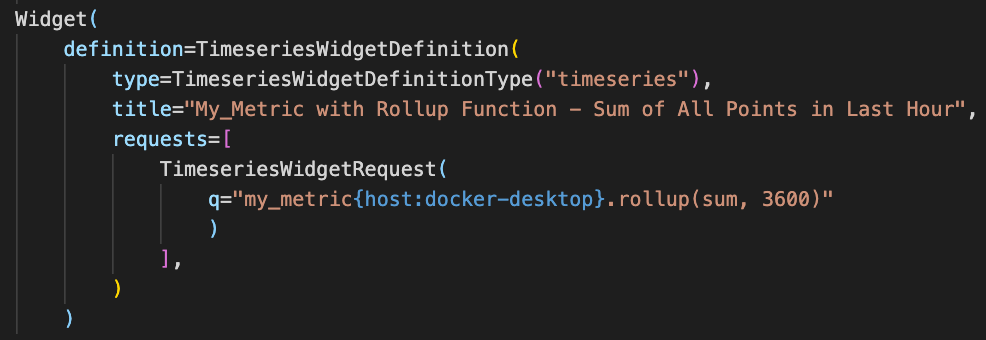 Widget(
definition=TimeseriesWidgetDefinition(
type=TimeseriesWidgetDefinitionType("timeseries"),
title="My_Metric with Rollup Function - Sum of All Points in Last Hour",
requests=[
TimeseriesWidgetRequest(
q="my_metric{host:docker-desktop}.rollup(sum, 3600)"
)
],
)
)